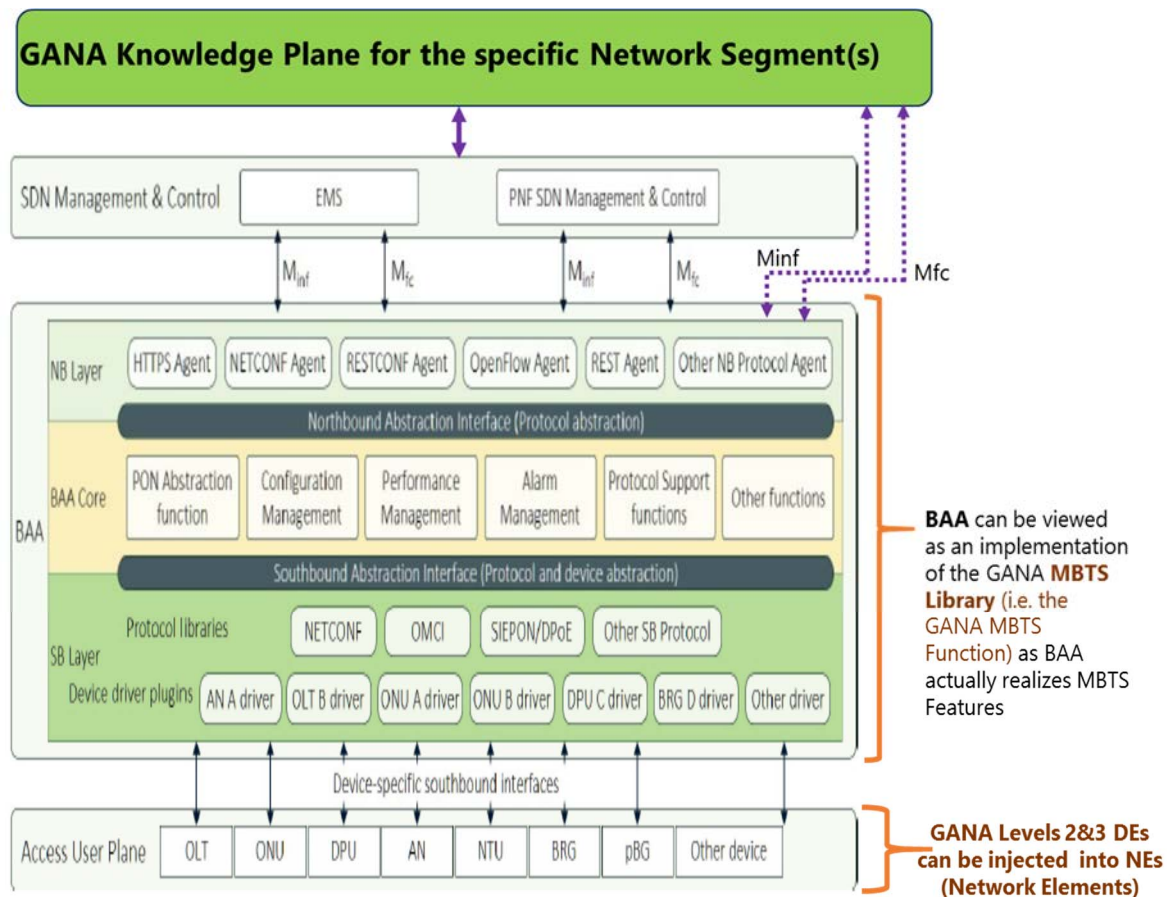 GANA Knowledge Plane for the specific Network Segment(s)
SDN Management & Control
EMS
PNF SDN Management & Control
Minf
Mfc
Minf
Mfc
Minf
Mfc
BAA
NB Layer
HTTPS Agent
NETCONF Agent
RESTCONF Agent
OpenFlow Agent
REST Agent
Other NB Protocol Agent
Northbound Abstraction Interface (Protocol abstraction)
BAA Core
PON Abstraction
function
Configuration
Management
Performance
Management
Alarm
Management
Protocol Support
functions
Other functions
Southbound Abstraction Interface (Protocol and device abstraction)
SB Layer
Protocol libraries
NETCONF
OMCI
SIEPON/DPoE
Other SB Protocol
Device driver plugins
AN A driver
OLT B driver
ONU A driver
ONU B driver
DPU C driver
BRG D driver
Other driver
BAA can be viewed
as an implementation
of the GANA MBTS
Library (i.e. the
GANA MBTS
Function) as BAA
actually realizes MBTS
Features
Device-specific southbound interfaces
Access User Plane
OLT
ONU
DPU
AN
NTU
BRG
pBG
Other device
GANA Levels 2&3 DEs
can be injected into NEs
(Network Elements)